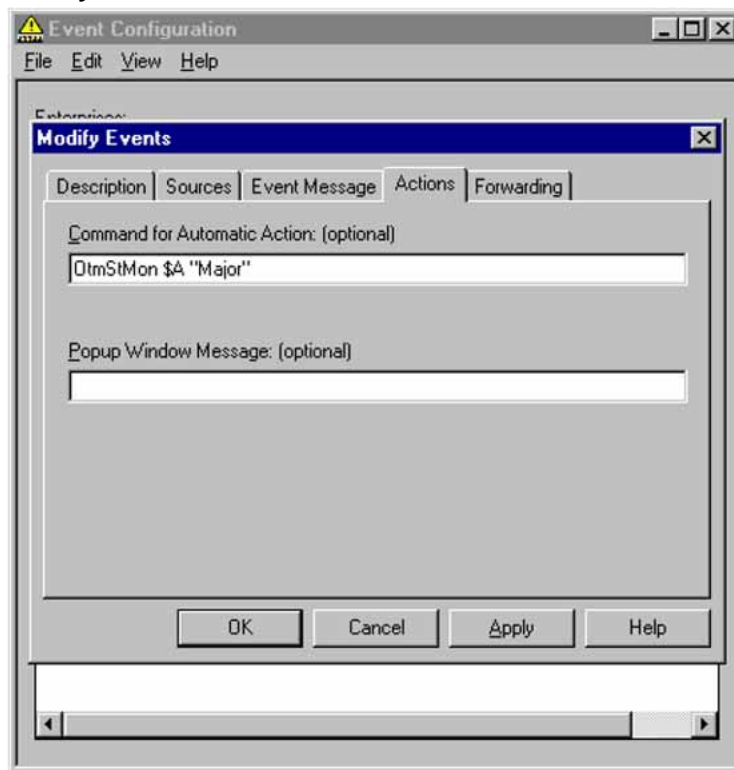 Event Configuration
File Edit View Help
Enterprises:
Modify Events
Description Sources Event Message Actions Forwarding
Command for Automatic Action: (optional)
OtmStMon $A "Major"
Popup Window Message: (optional)
OK Cancel Apply Help